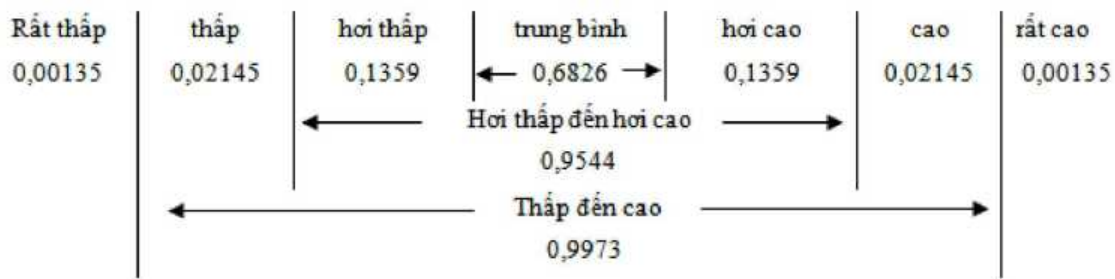 Rất thấp thấp hơi thấp trung bình hơi cao cao rất cao
0,00135 0,02145 0,1359 0,6826 0,1359 0,02145 0,00135
Hơi thấp đến hơi cao
0,9544
Thấp đến cao
0,9973